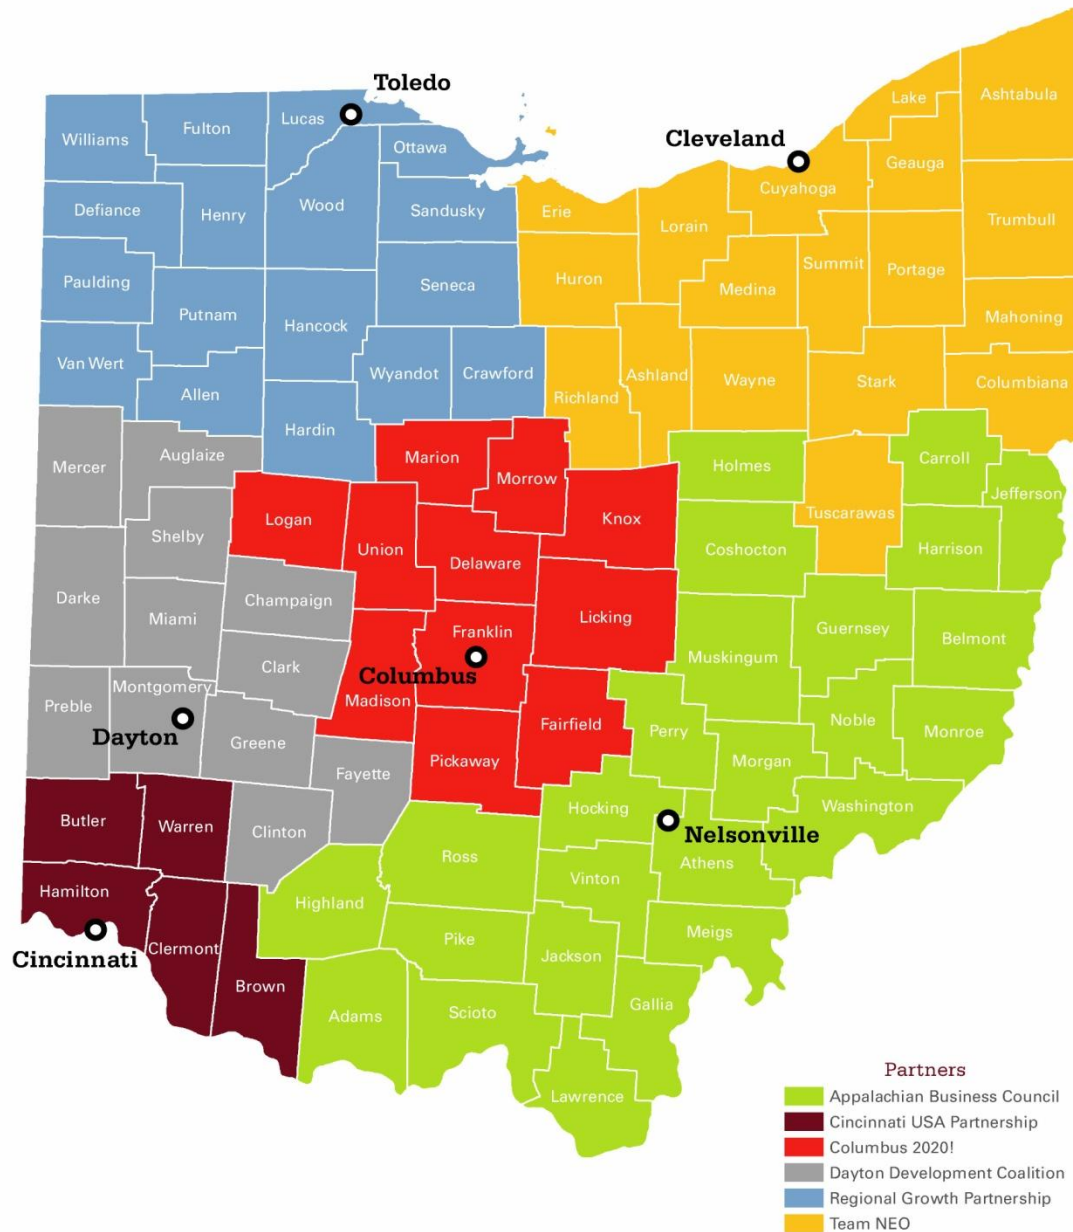 Toledo
Cleveland
Lake
Ashtabula
Williams
Fulton
Lucas
Ottawa
Geauga
Cuyahoga
Defiance
Henry
Wood
Sandusky
Erie
Lorain
Trumbull
Paulding
Seneca
Huron
Medina
Summit
Portage
Putnam
Hancock
Mahoning
Van Wert
Allen
Wyandot
Crawford
Richland
Ashland
Wayne
Stark
Columbiana
Hardin
Mercer
Auglaize
Marion
Morrow
Holmes
Carroll
Jefferson
Logan
Knox
Tuscarawas
Shelby
Union
Delaware
Coshocton
Harrison
Darke
Miami
Champaign
Licking
Franklin
Guernsey
Belmont
Clark
Columbus
Muskingum
Preble
Montgomery
Madison
Fairfield
Noble
Monroe
Dayton
Greene
Pickaway
Perry
Morgan
Fayette
Butler
Warren
Clinton
Hocking
Washington
Nelsonville
Ross
Athens
Hamilton
Highland
Vinton
Cincinnati
Clermont
Pike
Jackson
Meigs
Brown
Adams
Scioto
Gallia
Lawrence
Partners
Appalachian Business Council
Cincinnati USA Partnership
Columbus 2020!
Dayton Development Coalition
Regional Growth Partnership
Team NEO